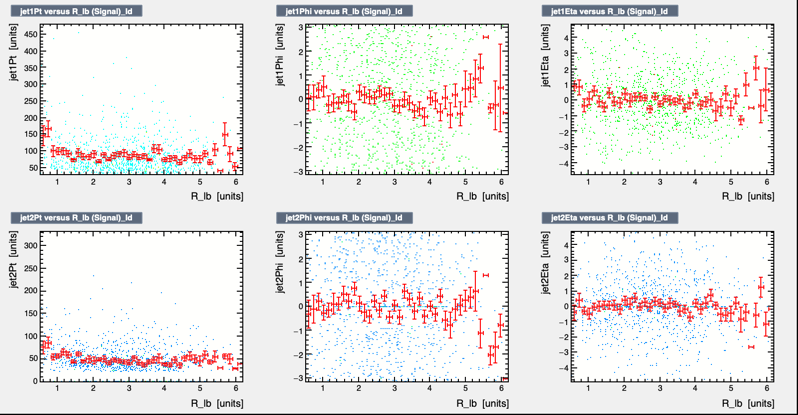 jet1Pt versus R_lb (Signal)_ld
jet1Pt [units]
450
400
350
300
250
200
150
100
50
1 2 3 4 5 6
R_lb [units]
jet1Phi versus R_lb (Signal)_ld
jet1Phi [units]
3
2
1
0
−1
−2
−3
1 2 3 4 5 6
R_lb [units]
jet1Eta versus R_lb (Signal)_ld
jet1Eta [units]
4
3
2
1
0
−1
−2
−3
−4
1 2 3 4 5 6
R_lb [units]
jet2Pt versus R_lb (Signal)_ld
jet2Pt [units]
300
250
200
150
100
50
0
1 2 3 4 5 6
R_lb [units]
jet2Phi versus R_lb (Signal)_ld
jet2Phi [units]
3
2
1
0
−1
−2
−3
1 2 3 4 5 6
R_lb [units]
jet2Eta versus R_lb (Signal)_ld
jet2Eta [units]
4
3
2
1
0
−1
−2
−3
−4
1 2 3 4 5 6
R_lb [units]